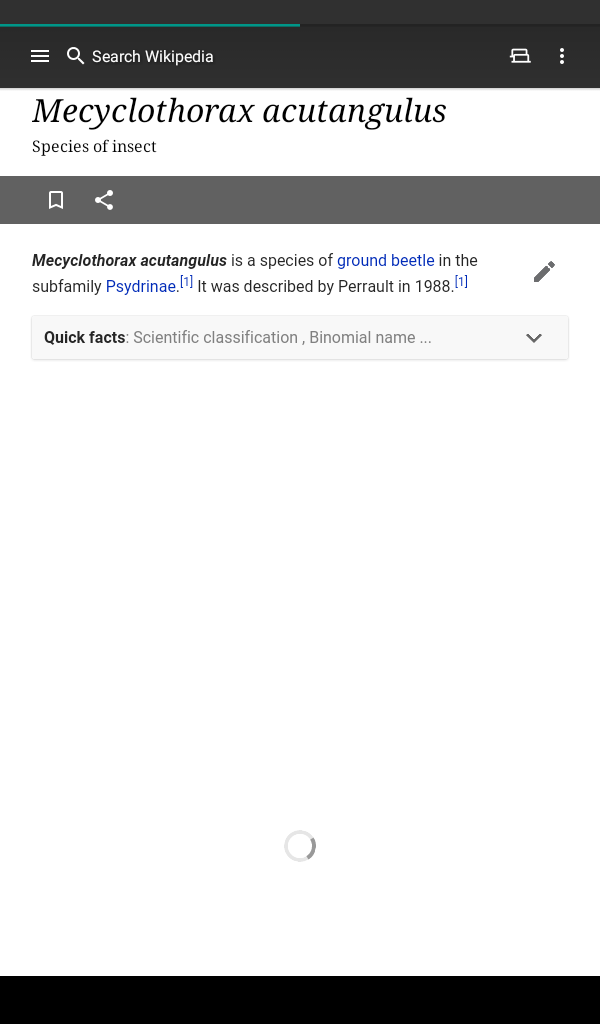 Search Wikipedia
Mecyclothorax acutangulus
Species of insect
Mecyclothorax acutangulus is a species of ground beetle in the
subfamily Psydrinae.[1] It was described by Perrault in 1988.[1]
Quick facts: Scientific classification , Binomial name ...